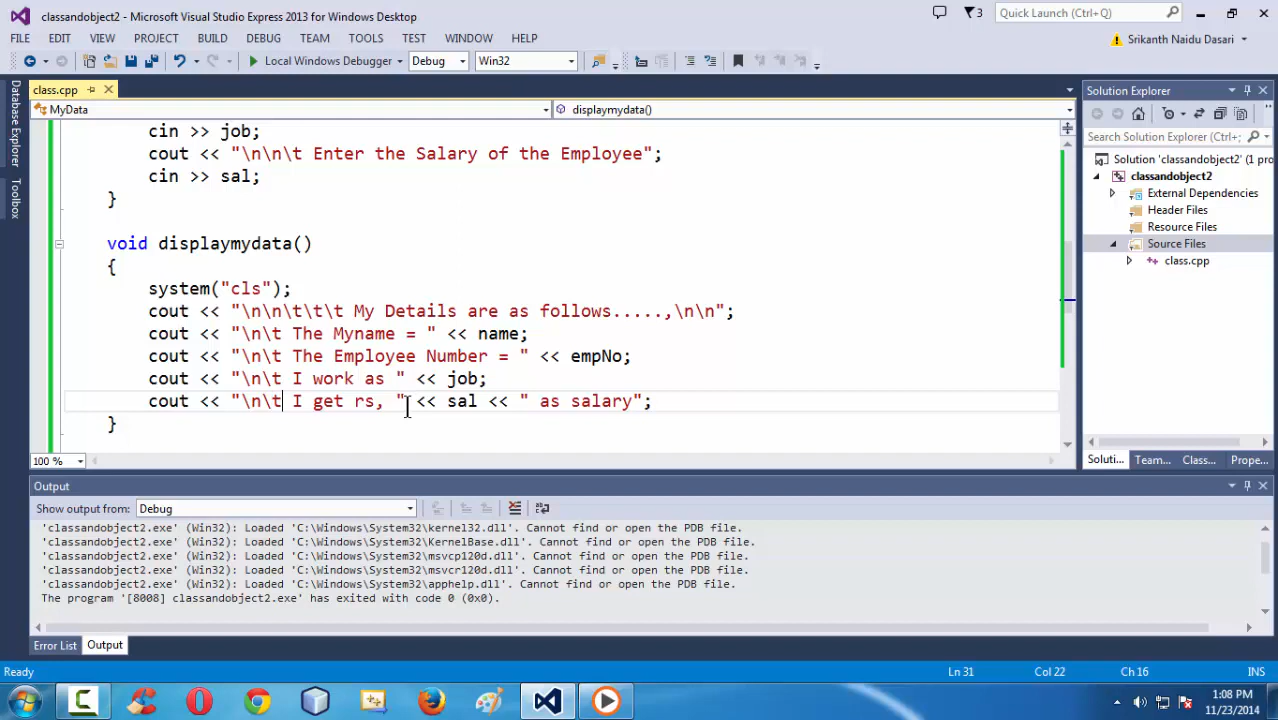 classandobject2 - Microsoft Visual Studio Express 2013 for Windows Desktop
3
Quick Launch (Ctrl+Q)
FILE EDIT VIEW PROJECT BUILD DEBUG TEAM TOOLS TEST WINDOW HELP
Srikanth Naidu Dasari
Local Windows Debugger
Debug
Win32
Database Explorer
Toolbox
class.cpp
MyData
displaymydata()
cin >> job;
cout << "\n\n\t Enter the Salary of the Employee";
cin >> sal;
}
void displaymydata()
{
system("cls");
cout << "\n\n\t\t\t My Details are as follows.....,\n\n";
cout << "\n\t The Myname = " << name;
cout << "\n\t The Employee Number = " << empNo;
cout << "\n\t I work as " << job;
cout << "\n\t I get rs, " << sal << " as salary";
}
100 %
Solution Explorer
Search Solution Explorer (Ctrl+;)
Solution 'classandobject2' (1 pro
classandobject2
External Dependencies
Header Files
Resource Files
Source Files
class.cpp
Soluti... Team... Class... Prope...
Output
Show output from: Debug
'classandobject2.exe' (Win32): Loaded 'C:\Windows\System32\kernel32.dll'. Cannot find or open the PDB file.
'classandobject2.exe' (Win32): Loaded 'C:\Windows\System32\KernelBase.dll'. Cannot find or open the PDB file.
'classandobject2.exe' (Win32): Loaded 'C:\Windows\System32\msvcp120d.dll'. Cannot find or open the PDB file.
'classandobject2.exe' (Win32): Loaded 'C:\Windows\System32\msvcr120d.dll'. Cannot find or open the PDB file.
'classandobject2.exe' (Win32): Loaded 'C:\Windows\System32\apphelp.dll'. Cannot find or open the PDB file.
The program '[8008] classandobject2.exe' has exited with code 0 (0x0).
Error List Output
Ready
Ln 31
Col 22
Ch 16
INS
1:08 PM
11/23/2014